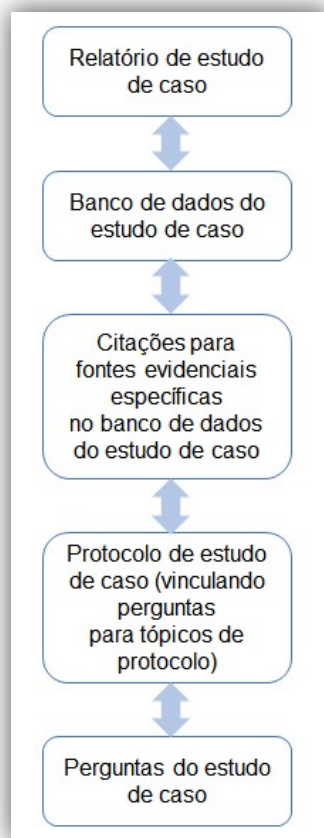 Relatório de estudo
de caso
Banco de dados do
estudo de caso
Citações para
fontes evidenciais
específicas
no banco de dados
do estudo de caso
Protocolo de estudo
de caso (vinculando
perguntas
para tópicos de
protocolo)
Perguntas do estudo
de caso